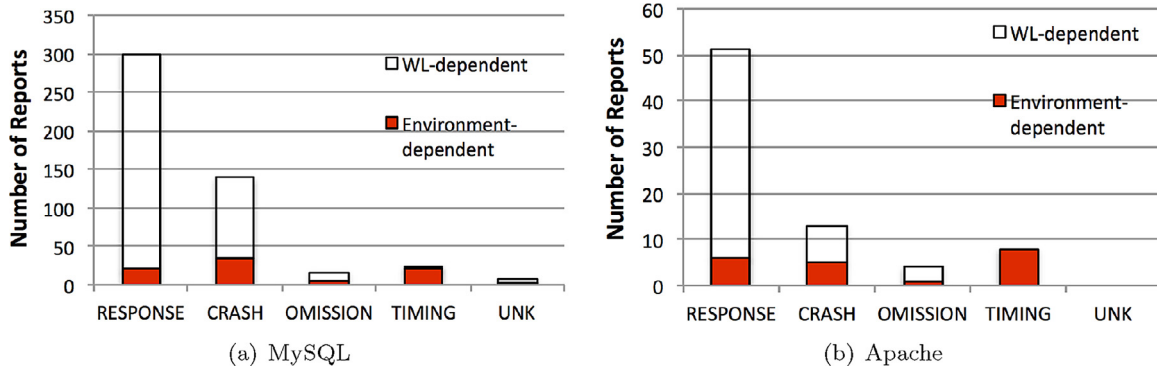 350
300
250
200
150
100
50
0
Number of Reports
WL-dependent
Environment-
dependent
RESPONSE CRASH OMISSION TIMING UNK
(a) MySQL
60
50
40
30
20
10
0
Number of Reports
WL-dependent
Environment-
dependent
RESPONSE CRASH OMISSION TIMING UNK
(b) Apache